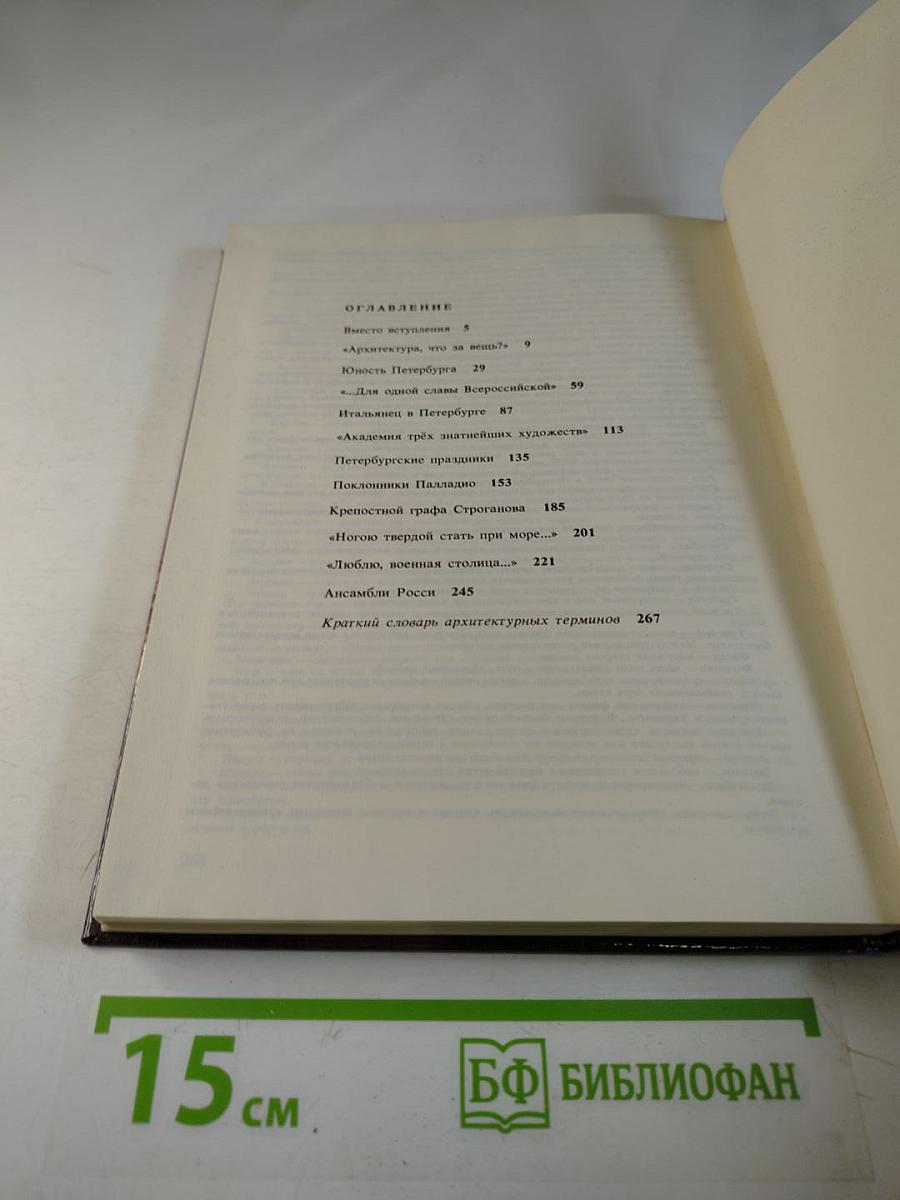 ОГЛАВЛЕНИЕ
Вместо вступления 5
«Архитектура, что за вещь?» 9
Юность Петербурга 29
«...Для одной славы Всероссийской» 59
Итальянец в Петербурге 87
«Академия трёх знатнейших художеств» 113
Петербургские праздники 135
Поклонники Палладио 153
Крепостной графа Строганова 185
«Ногою твердой стать при море...» 201
«Люблю, военная столица...» 221
Ансамбли Росси 245
Краткий словарь архитектурных терминов 267
15 см
БФ БИБЛИОФАН